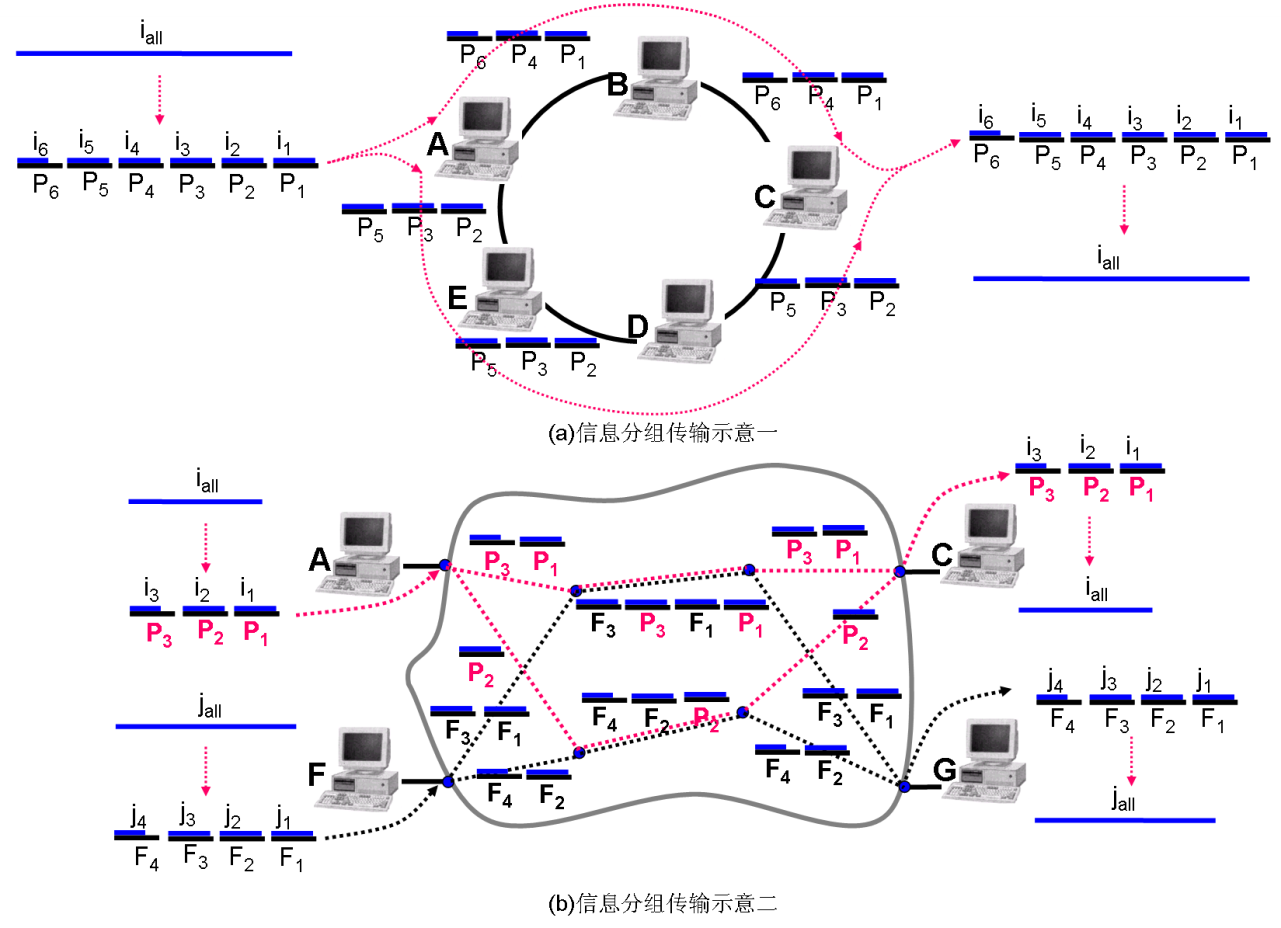 i_all
P6 P4 P1
B
P6 P4 P1
i6 i5 i4 i3 i2 i1
P6 P5 P4 P3 P2 P1
A
i6 i5 i4 i3 i2 i1
P6 P5 P4 P3 P2 P1
C
P5 P3 P2
i_all
E
P5 P3 P2
D
P5 P3 P2
(a)信息分组传输示意一
i_all
i3 i2 i1
P3 P2 P1
A
P3 P1
P3 P1
C
i3 i2 i1
P3 P2 P1
F3 P3 F1 P1
P2
i_all
P2
j_all
F3 F1
F4 F2 P2
F3 F1
j4 j3 j2 j1
F4 F3 F2 F1
F
F4 F2
F4 F2
G
j4 j3 j2 j1
F4 F3 F2 F1
j_all
(b)信息分组传输示意二